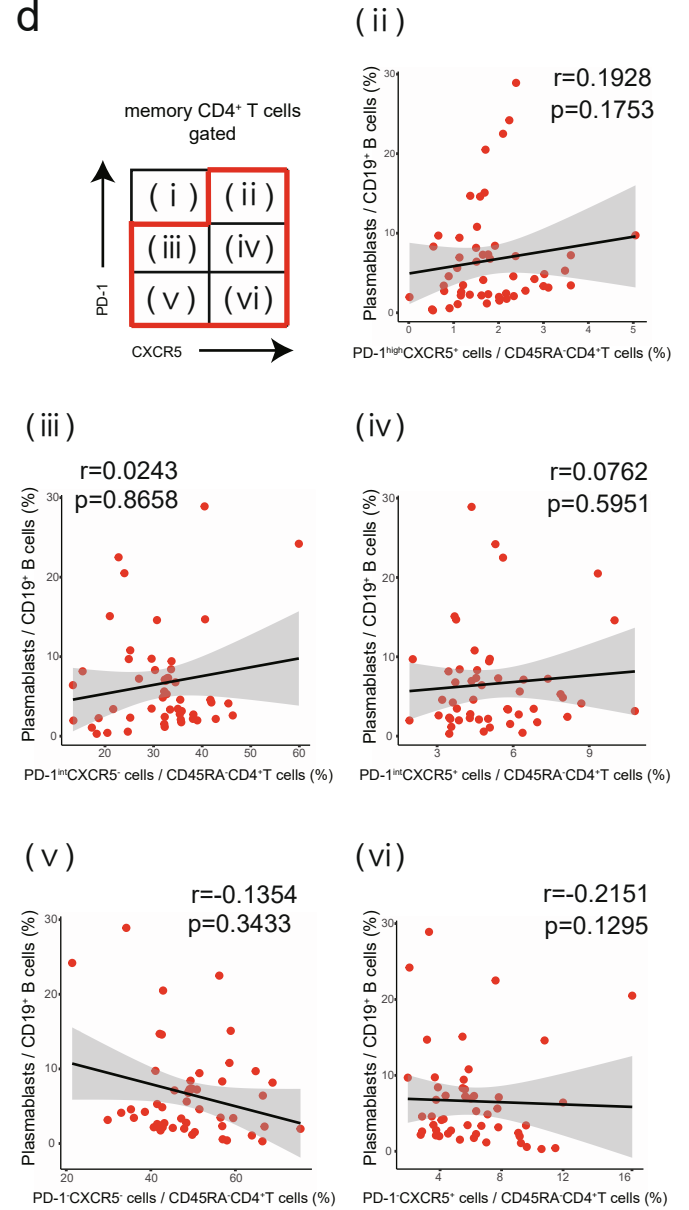 d
memory CD4⁺ T cells
gated
PD-1
(i) (ii)
(iii) (iv)
(v) (vi)
CXCR5
(ii)
r=0.1928
p=0.1753
Plasmablasts / CD19⁺ B cells (%)
30
20
10
0
0 1 2 3 4 5
PD-1ʰⁱᵍʰCXCR5⁺ cells / CD45RA⁻CD4⁺T cells (%)
(iii)
r=0.0243
p=0.8658
Plasmablasts / CD19⁺ B cells (%)
30
20
10
0
20 30 40 50 60
PD-1ⁱⁿᵗCXCR5⁻ cells / CD45RA⁻CD4⁺T cells (%)
(iv)
r=0.0762
p=0.5951
Plasmablasts / CD19⁺ B cells (%)
30
20
10
0
3 6 9
PD-1ⁱⁿᵗCXCR5⁺ cells / CD45RA⁻CD4⁺T cells (%)
(v)
r=-0.1354
p=0.3433
Plasmablasts / CD19⁺ B cells (%)
30
20
10
0
20 40 60
PD-1⁻CXCR5⁻ cells / CD45RA⁻CD4⁺T cells (%)
(vi)
r=-0.2151
p=0.1295
Plasmablasts / CD19⁺ B cells (%)
30
20
10
0
4 8 12 16
PD-1⁻CXCR5⁺ cells / CD45RA⁻CD4⁺T cells (%)